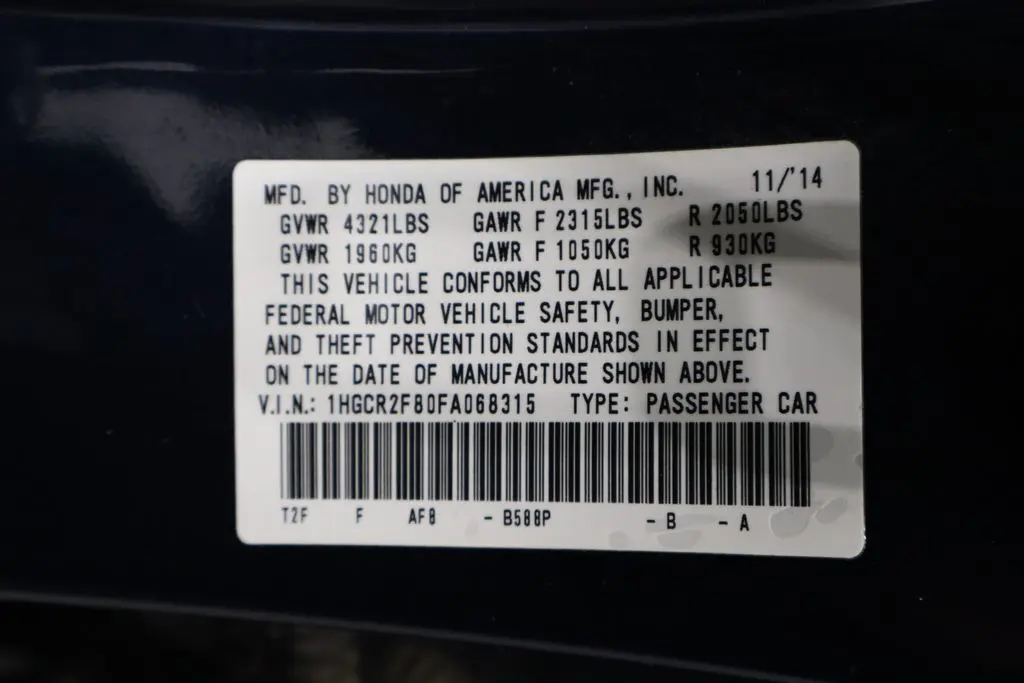 MFD. BY HONDA OF AMERICA MFG., INC. 11/'14
GVWR 4321LBS GAWR F 2315LBS R 2050LBS
GVWR 1960KG GAWR F 1050KG R 930KG
THIS VEHICLE CONFORMS TO ALL APPLICABLE
FEDERAL MOTOR VEHICLE SAFETY, BUMPER,
AND THEFT PREVENTION STANDARDS IN EFFECT
ON THE DATE OF MANUFACTURE SHOWN ABOVE.
V.I.N.: 1HGCR2F80FA068315 TYPE: PASSENGER CAR
T2F F AF8 - B588P - B - A